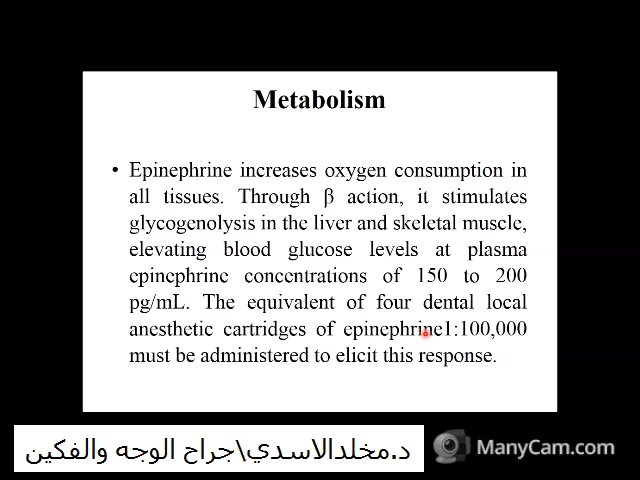 Metabolism
• Epinephrine increases oxygen consumption in
all tissues. Through β action, it stimulates
glycogenolysis in the liver and skeletal muscle,
elevating blood glucose levels at plasma
epinephrine concentrations of 150 to 200
pg/mL. The equivalent of four dental local
anesthetic cartridges of epinephrine1:100,000
must be administered to elicit this response.
د.مخلدالاسدي\جراح الوجه والفكين
ManyCam.com